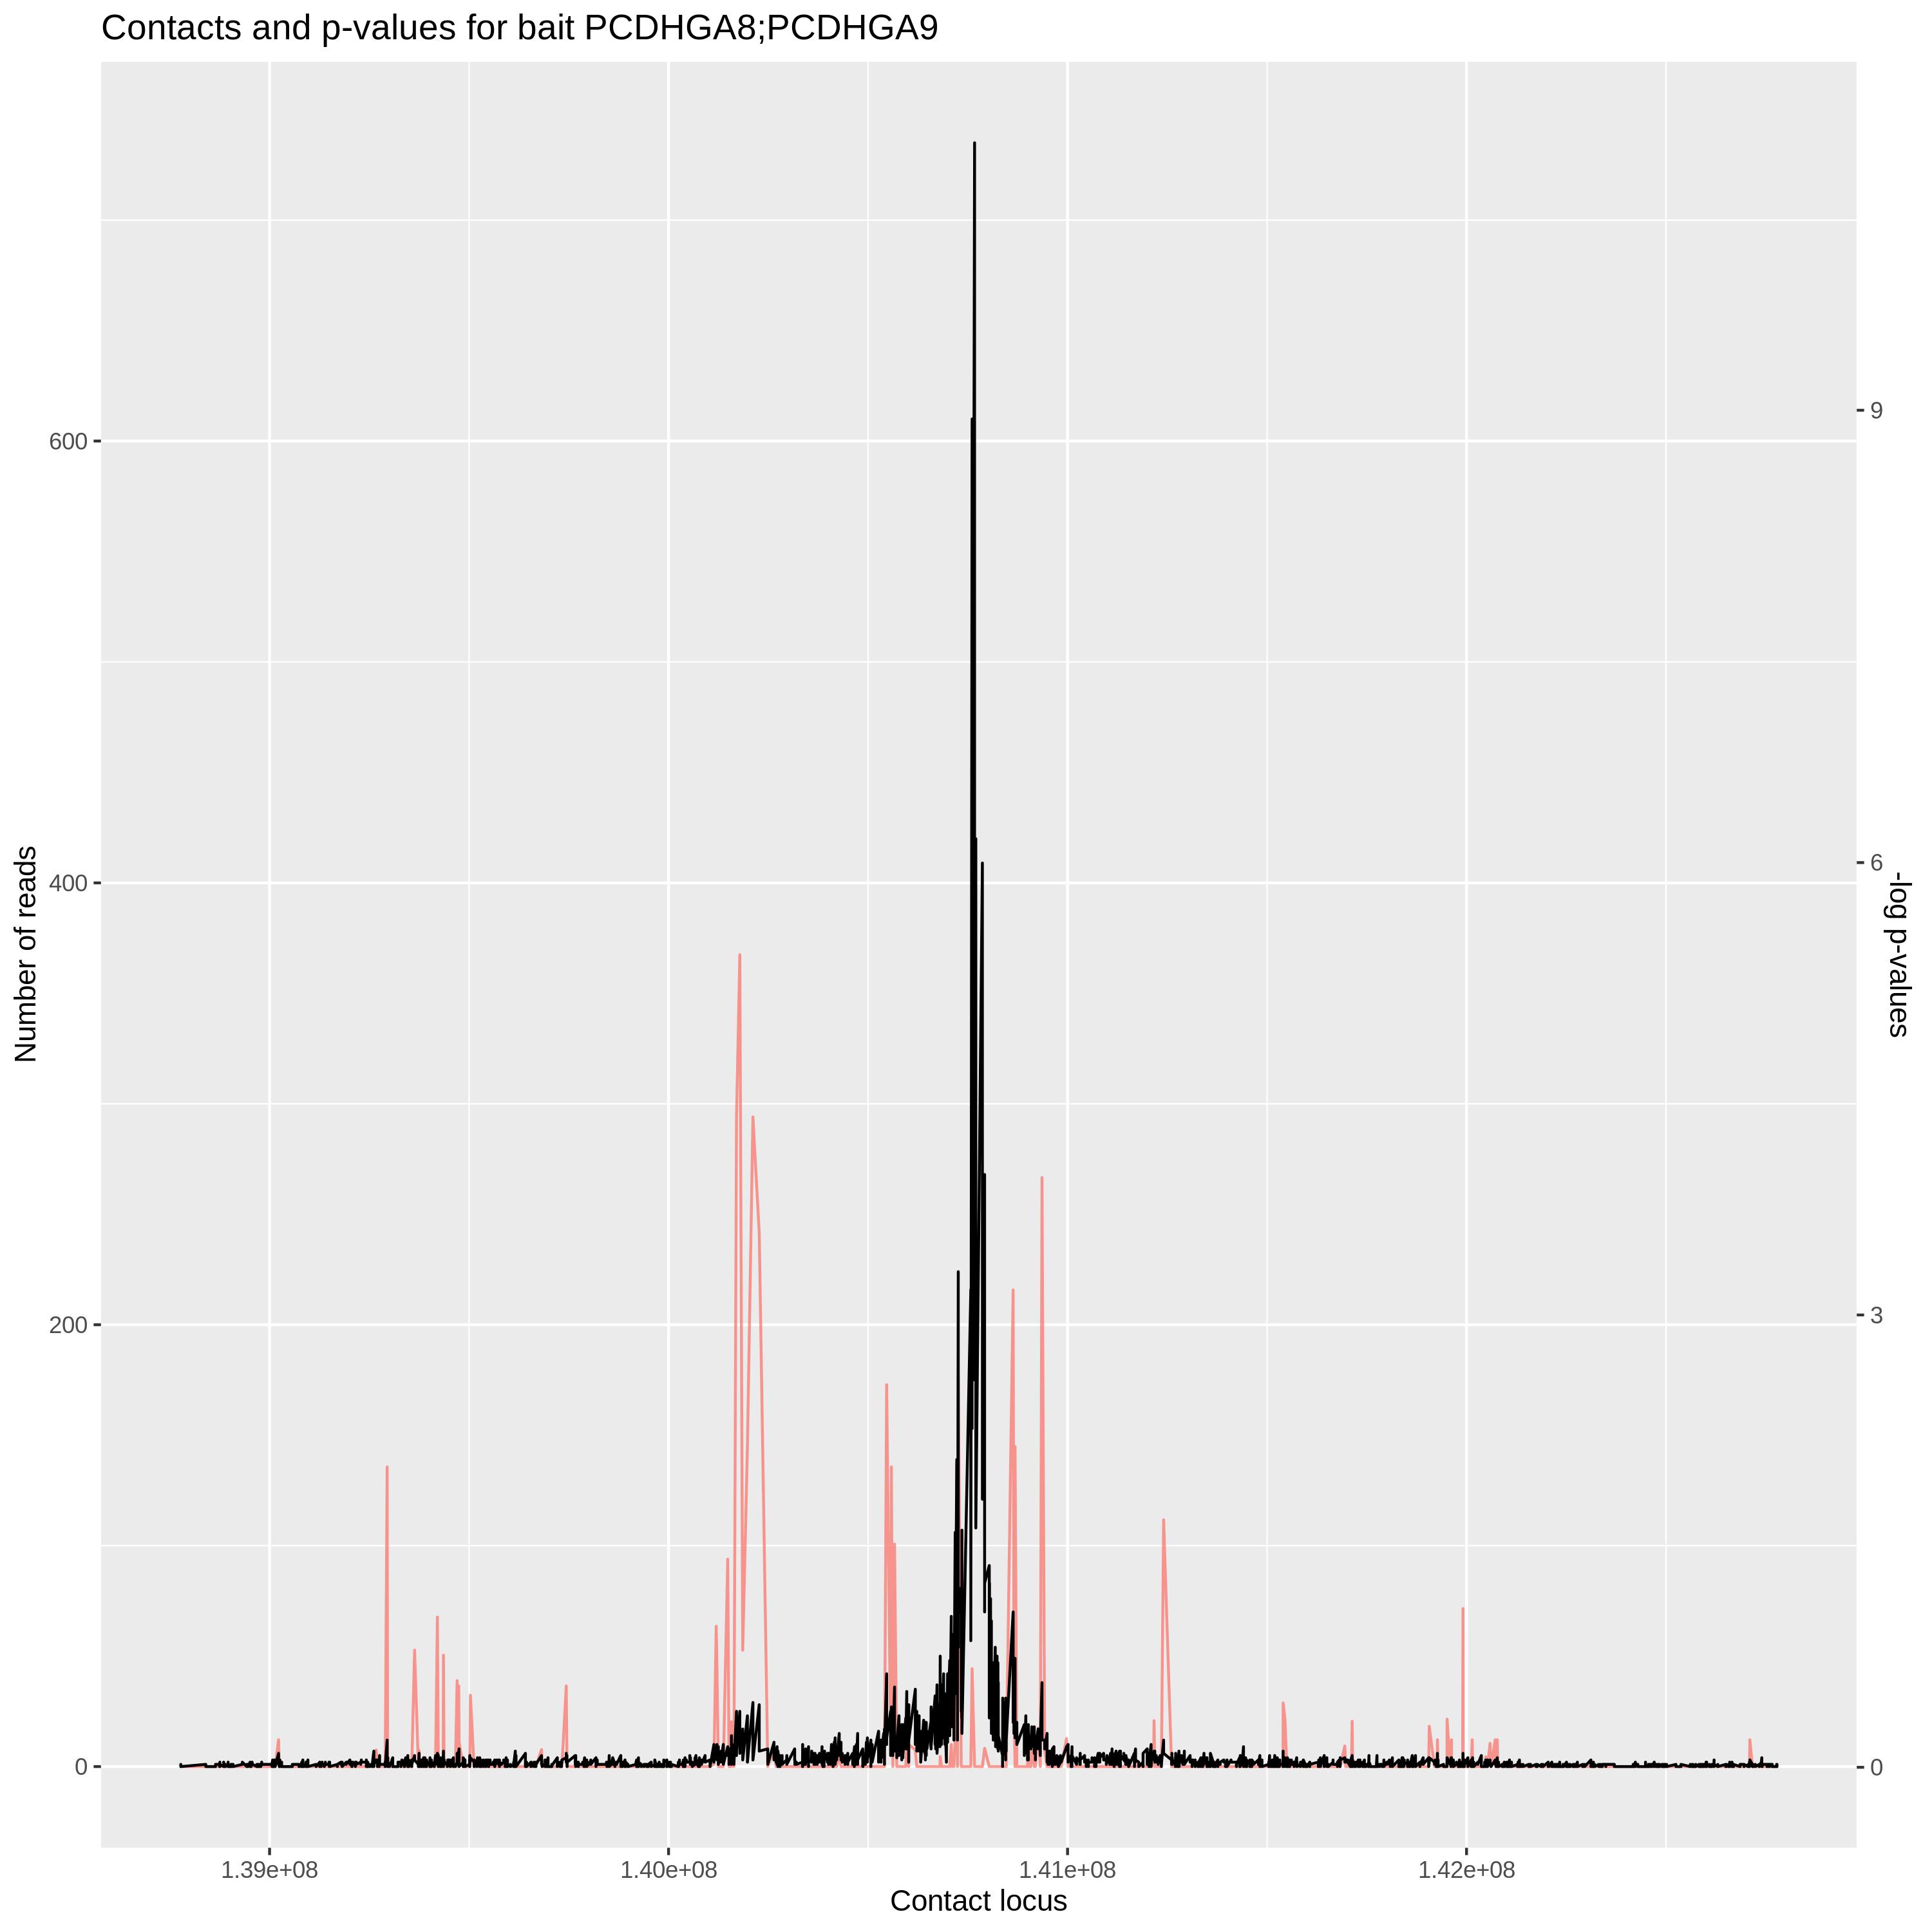 Contacts and p-values for bait PCDHGA8;PCDHGA9
Number of reads
600
400
200
0
9
6
3
0
-log p-values
1.39e+08
1.40e+08
1.41e+08
1.42e+08
Contact locus